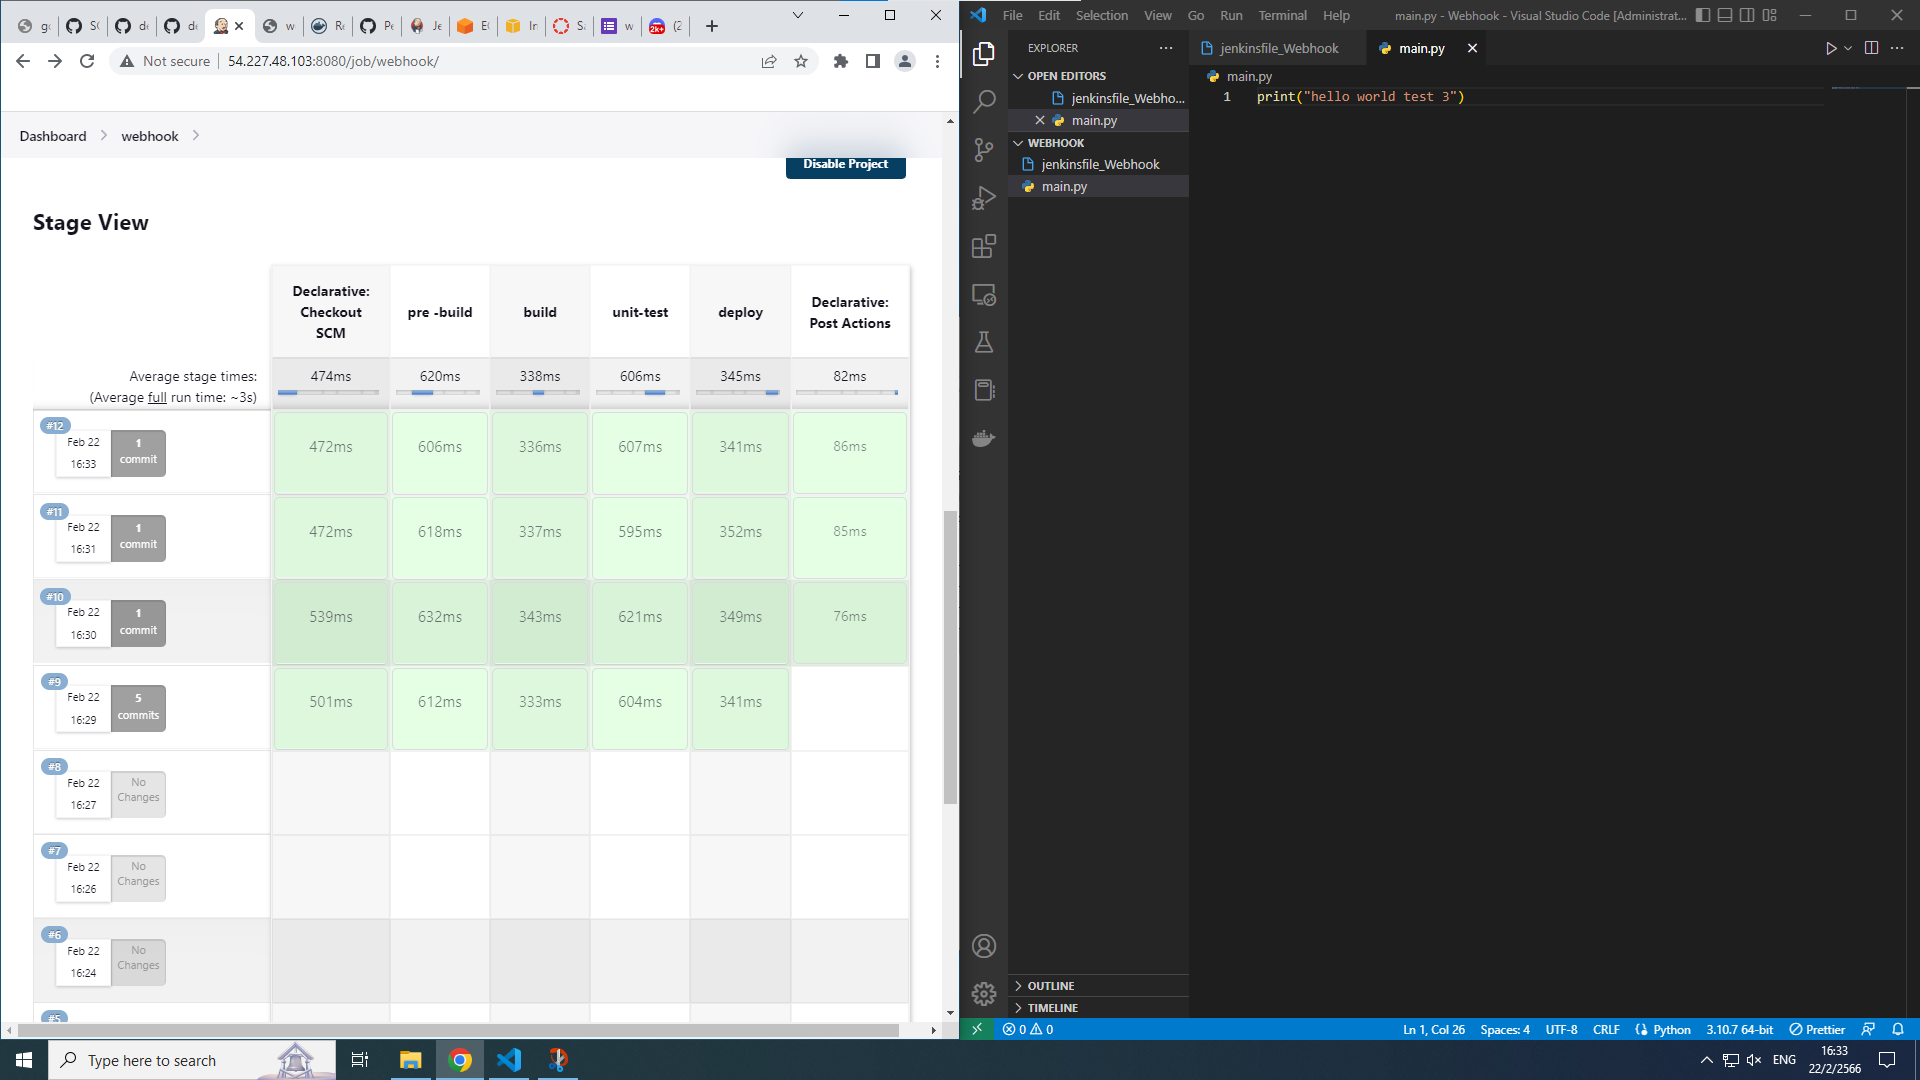 Not secure
54.227.48.103:8080/job/webhook/
Dashboard
webhook
Disable Project
Stage View
Declarative: Checkout SCM
pre -build
build
unit-test
deploy
Declarative: Post Actions
Average stage times:
474ms
620ms
338ms
606ms
345ms
82ms
(Average full run time: ~3s)
#12
Feb 22
16:33
1
commit
472ms
606ms
336ms
607ms
341ms
86ms
#11
Feb 22
16:31
1
commit
472ms
618ms
337ms
595ms
352ms
85ms
#10
Feb 22
16:30
1
commit
539ms
632ms
343ms
621ms
349ms
76ms
#9
Feb 22
16:29
5
commits
501ms
612ms
333ms
604ms
341ms
#8
Feb 22
16:27
No
Changes
#7
Feb 22
16:26
No
Changes
#6
Feb 22
16:24
No
Changes
#5
File Edit Selection View Go Run Terminal Help
main.py - Webhook - Visual Studio Code [Administrat...
EXPLORER
jenkinsfile_Webhook
main.py
OPEN EDITORS
jenkinsfile_Webho...
main.py
WEBHOOK
jenkinsfile_Webhook
main.py
main.py
1 print("hello world test 3")
OUTLINE
TIMELINE
0 0
Ln 1, Col 26
Spaces: 4
UTF-8
CRLF
Python
3.10.7 64-bit
Prettier
Type here to search
ENG
16:33
22/2/2566